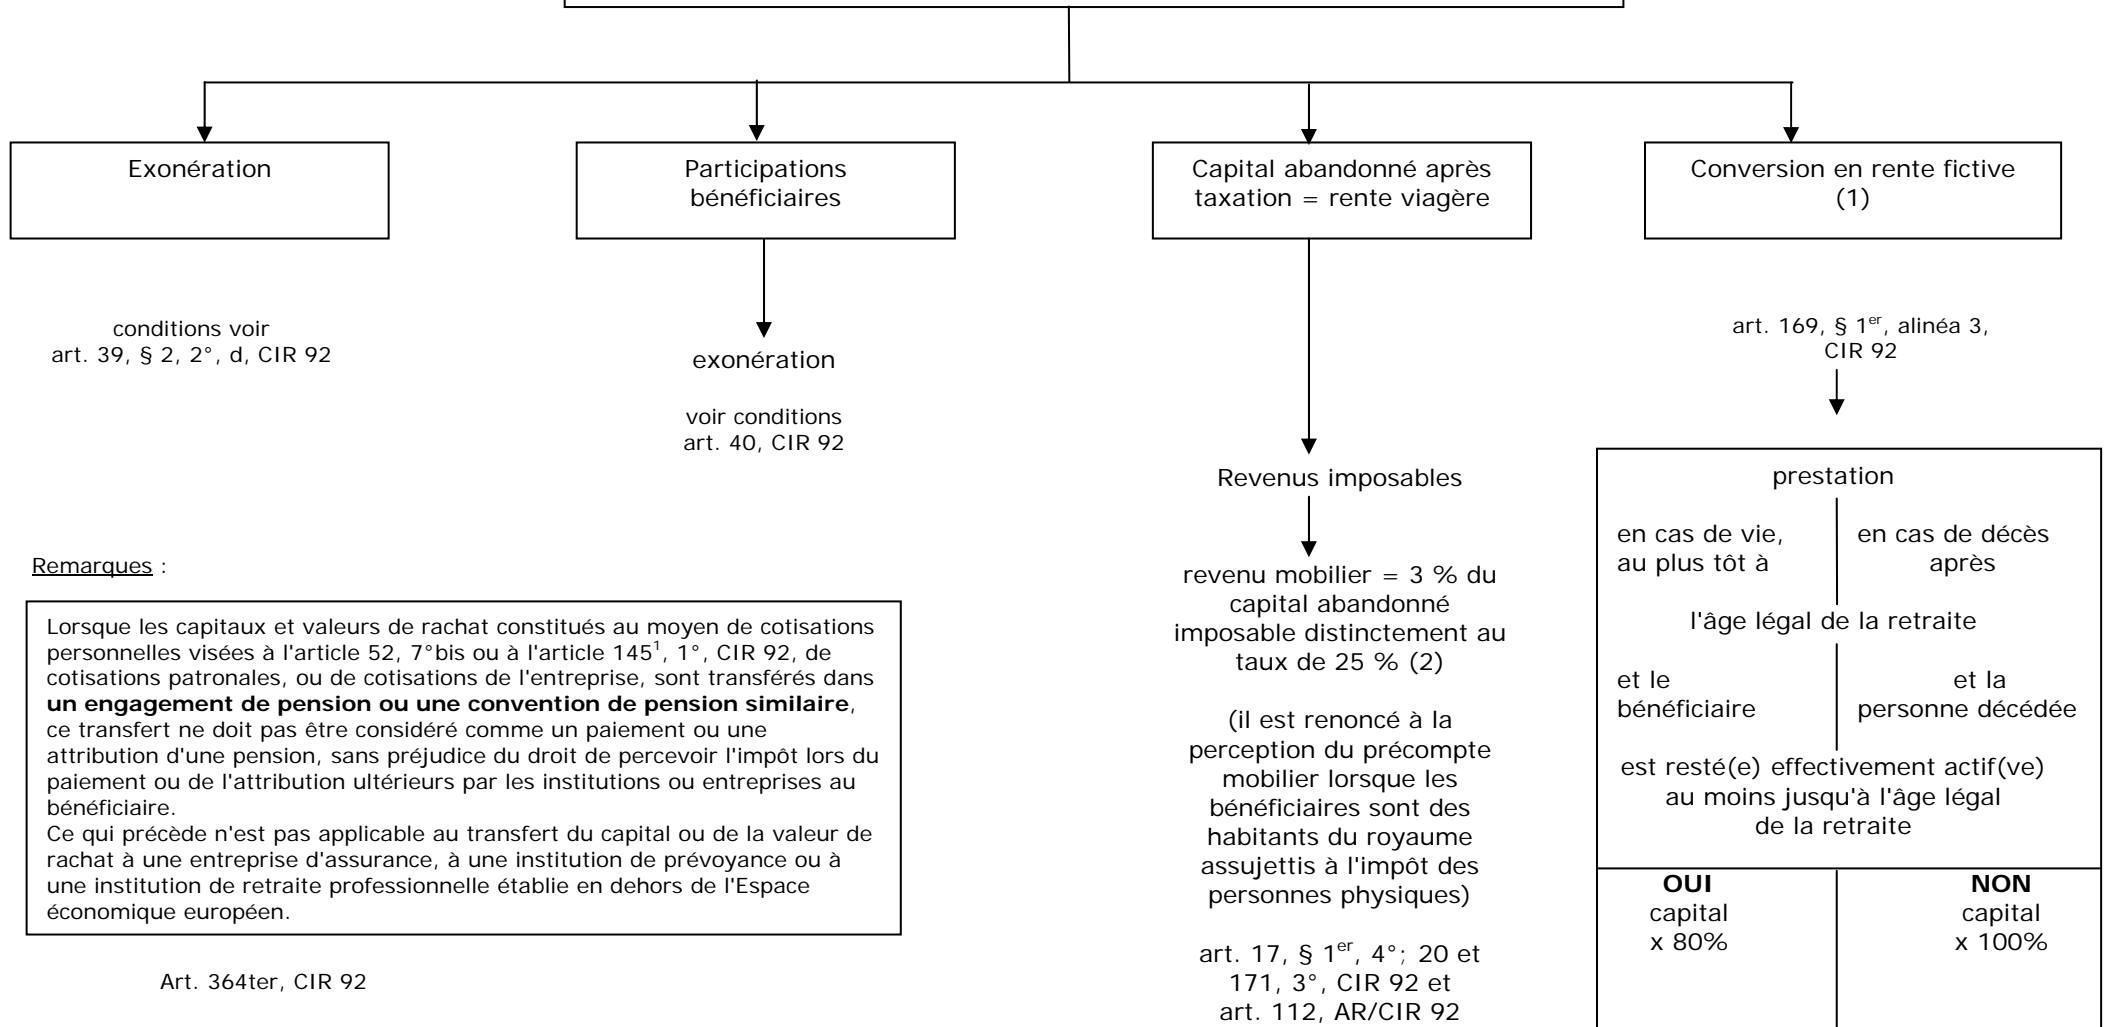 Exonération
conditions voir
art. 39, § 2, 2°, d, CIR 92
Participations
bénéficiaires
exonération
voir conditions
art. 40, CIR 92
Capital abandonné après
taxation = rente viagère
Revenus imposables
revenu mobilier = 3 % du
capital abandonné
imposable distinctement au
taux de 25 % (2)
(il est renoncé à la
perception du précompte
mobilier lorsque les
bénéficiaires sont des
habitants du royaume
assujettis à l'impôt des
personnes physiques)
art. 17, § 1er, 4°; 20 et
171, 3°, CIR 92 et
art. 112, AR/CIR 92
Conversion en rente fictive
(1)
art. 169, § 1er, alinéa 3,
CIR 92
prestation
en cas de vie,
au plus tôt à
en cas de décès
après
l'âge légal de la retraite
et le
bénéficiaire
et la
personne décédée
est resté(e) effectivement actif(ve)
au moins jusqu'à l'âge légal
de la retraite
OUI
capital
x 80%
NON
capital
x 100%
Remarques :
Lorsque les capitaux et valeurs de rachat constitués au moyen de cotisations
personnelles visées à l'article 52, 7°bis ou à l'article 145¹, 1°, CIR 92, de
cotisations patronales, ou de cotisations de l'entreprise, sont transférés dans
un engagement de pension ou une convention de pension similaire,
ce transfert ne doit pas être considéré comme un paiement ou une
attribution d'une pension, sans préjudice du droit de percevoir l'impôt lors du
paiement ou de l'attribution ultérieurs par les institutions ou entreprises au
bénéficiaire.
Ce qui précède n'est pas applicable au transfert du capital ou de la valeur de
rachat à une entreprise d'assurance, à une institution de prévoyance ou à
une institution de retraite professionnelle établie en dehors de l'Espace
économique européen.
Art. 364ter, CIR 92